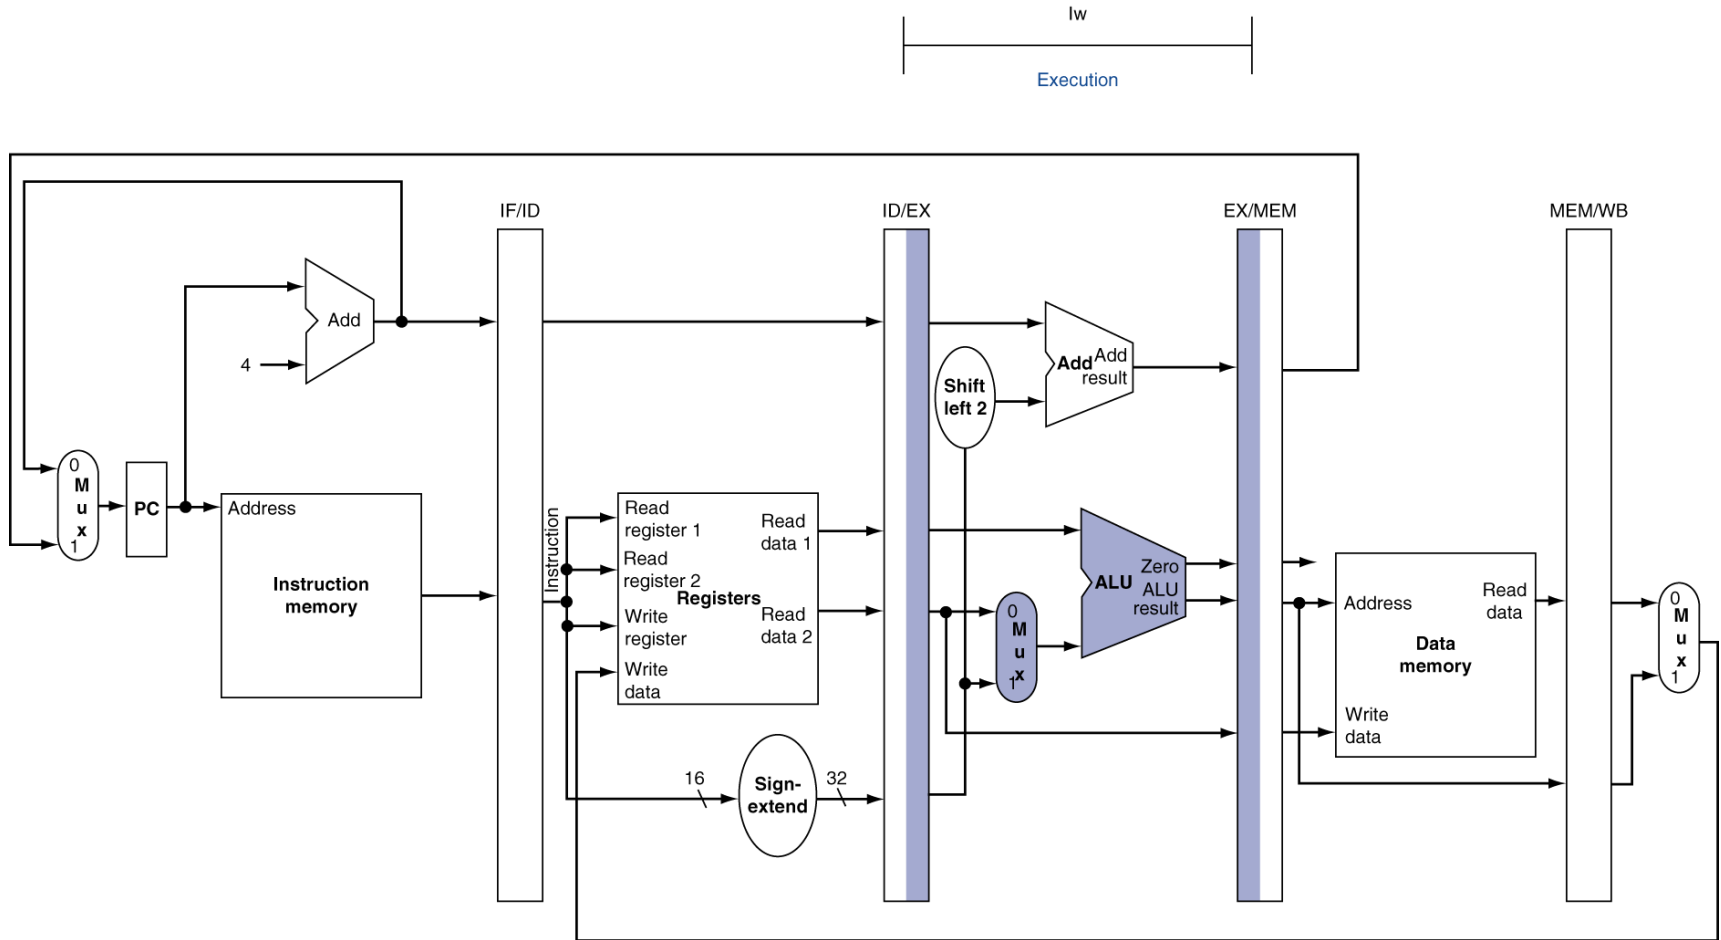 lw
Execution
IF/ID
ID/EX
EX/MEM
MEM/WB
Add
4
Add
Add
result
Shift
left 2
0
M
u
x
1
PC
Address
Instruction
memory
Instruction
Read
register 1
Read
register 2
Write
register
Write
data
Registers
Read
data 1
Read
data 2
0
M
u
x
1
ALU
Zero
ALU
result
Address
Read
data
Data
memory
Write
data
0
M
u
x
1
16
Sign-
extend
32